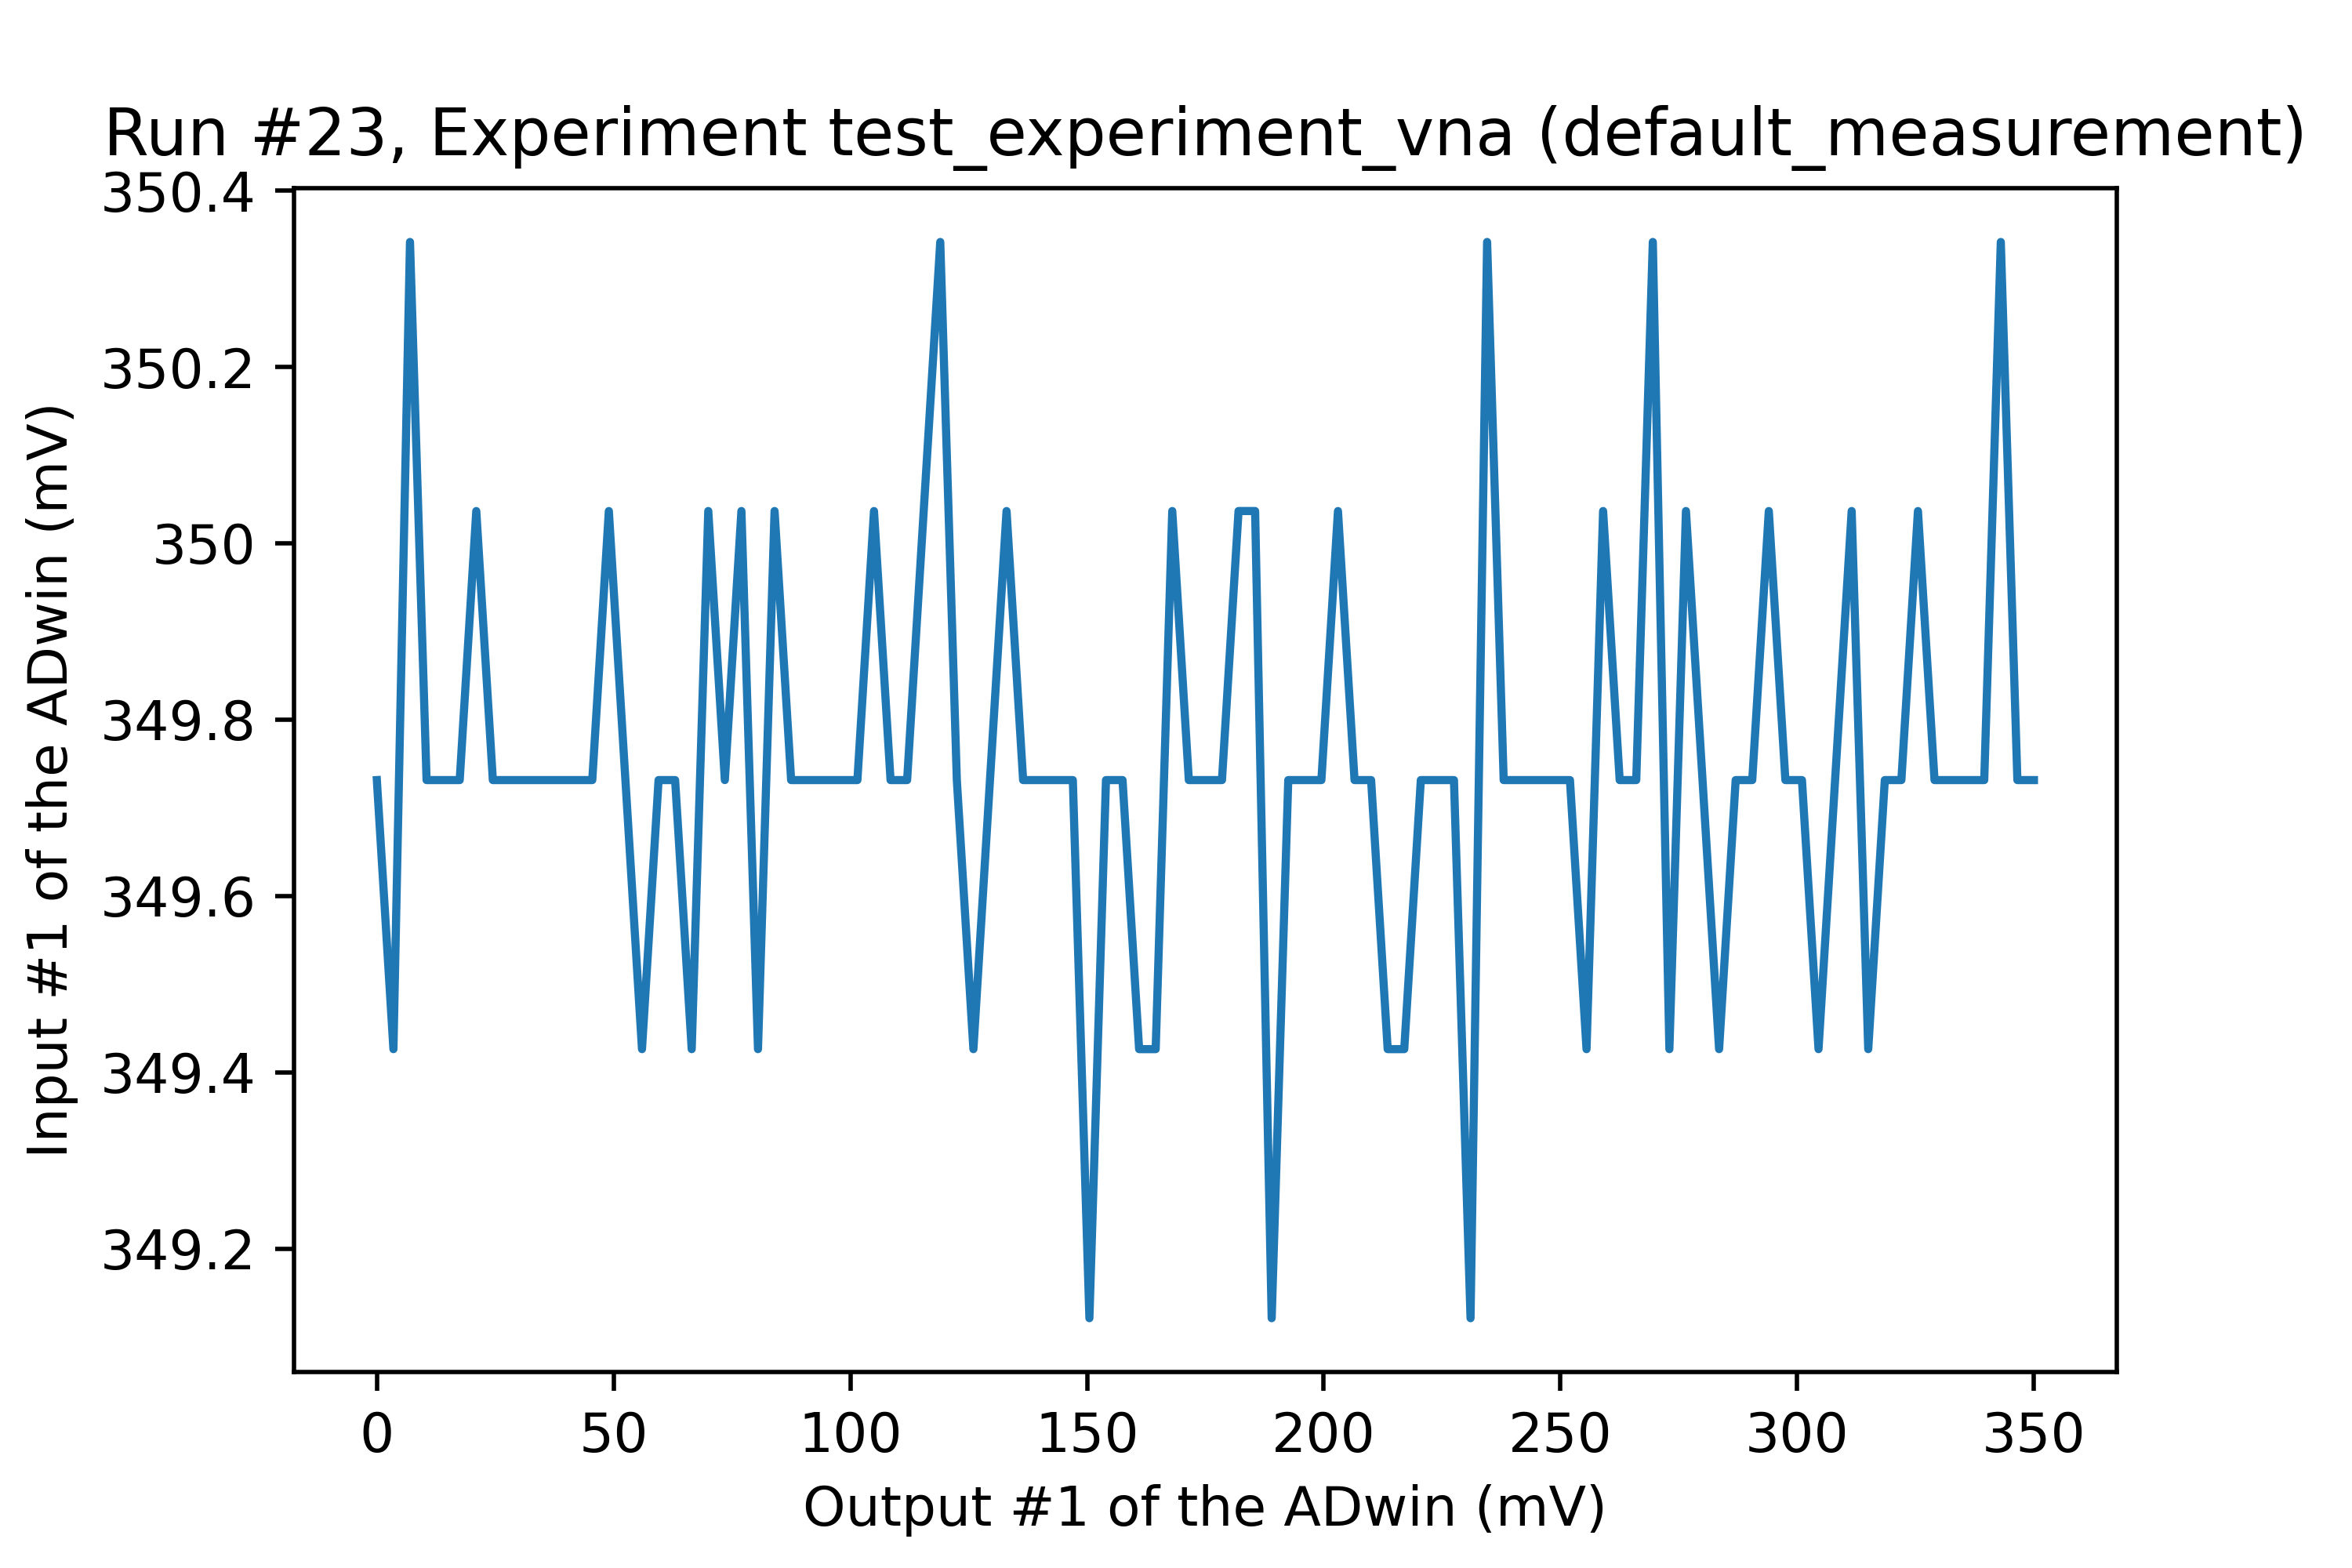 Run #23, Experiment test_experiment_vna (default_measurement)
350.4
350.2
350
349.8
349.6
349.4
349.2
Input #1 of the ADwin (mV)
0 50 100 150 200 250 300 350
Output #1 of the ADwin (mV)